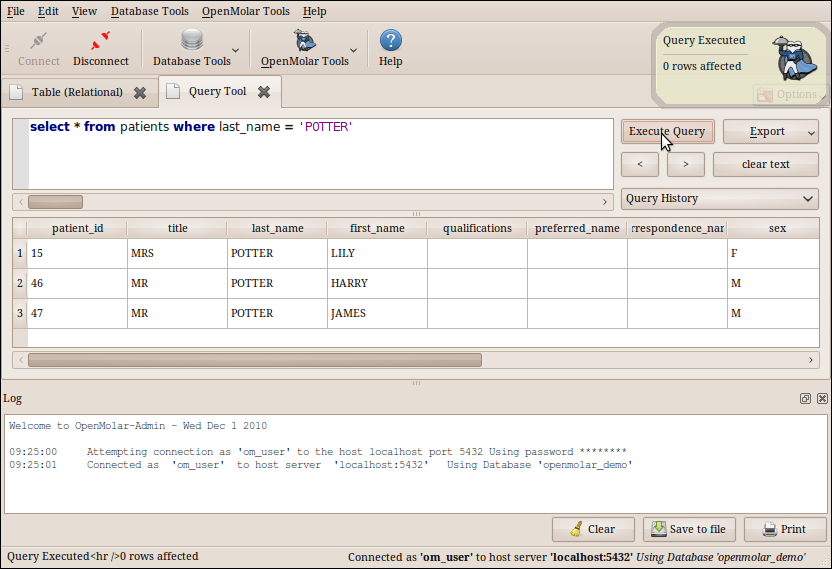 File Edit View Database Tools OpenMolar Tools Help
Connect Disconnect Database Tools OpenMolar Tools Help
Query Executed
0 rows affected
Options
Table (Relational) Query Tool
select * from patients where last_name = 'POTTER'
Execute Query Export
< > clear text
Query History
patient_id title last_name first_name qualifications preferred_name rrespondence_nar sex
1 15 MRS POTTER LILY F
2 46 MR POTTER HARRY M
3 47 MR POTTER JAMES M
Log
Welcome to OpenMolar-Admin - Wed Dec 1 2010
09:25:00 Attempting connection as 'om_user' to the host localhost port 5432 Using password ********
09:25:01 Connected as 'om_user' to host server 'localhost:5432' Using Database 'openmolar_demo'
Clear Save to file Print
Query Executed<hr />0 rows affected Connected as 'om_user' to host server 'localhost:5432' Using Database 'openmolar_demo'